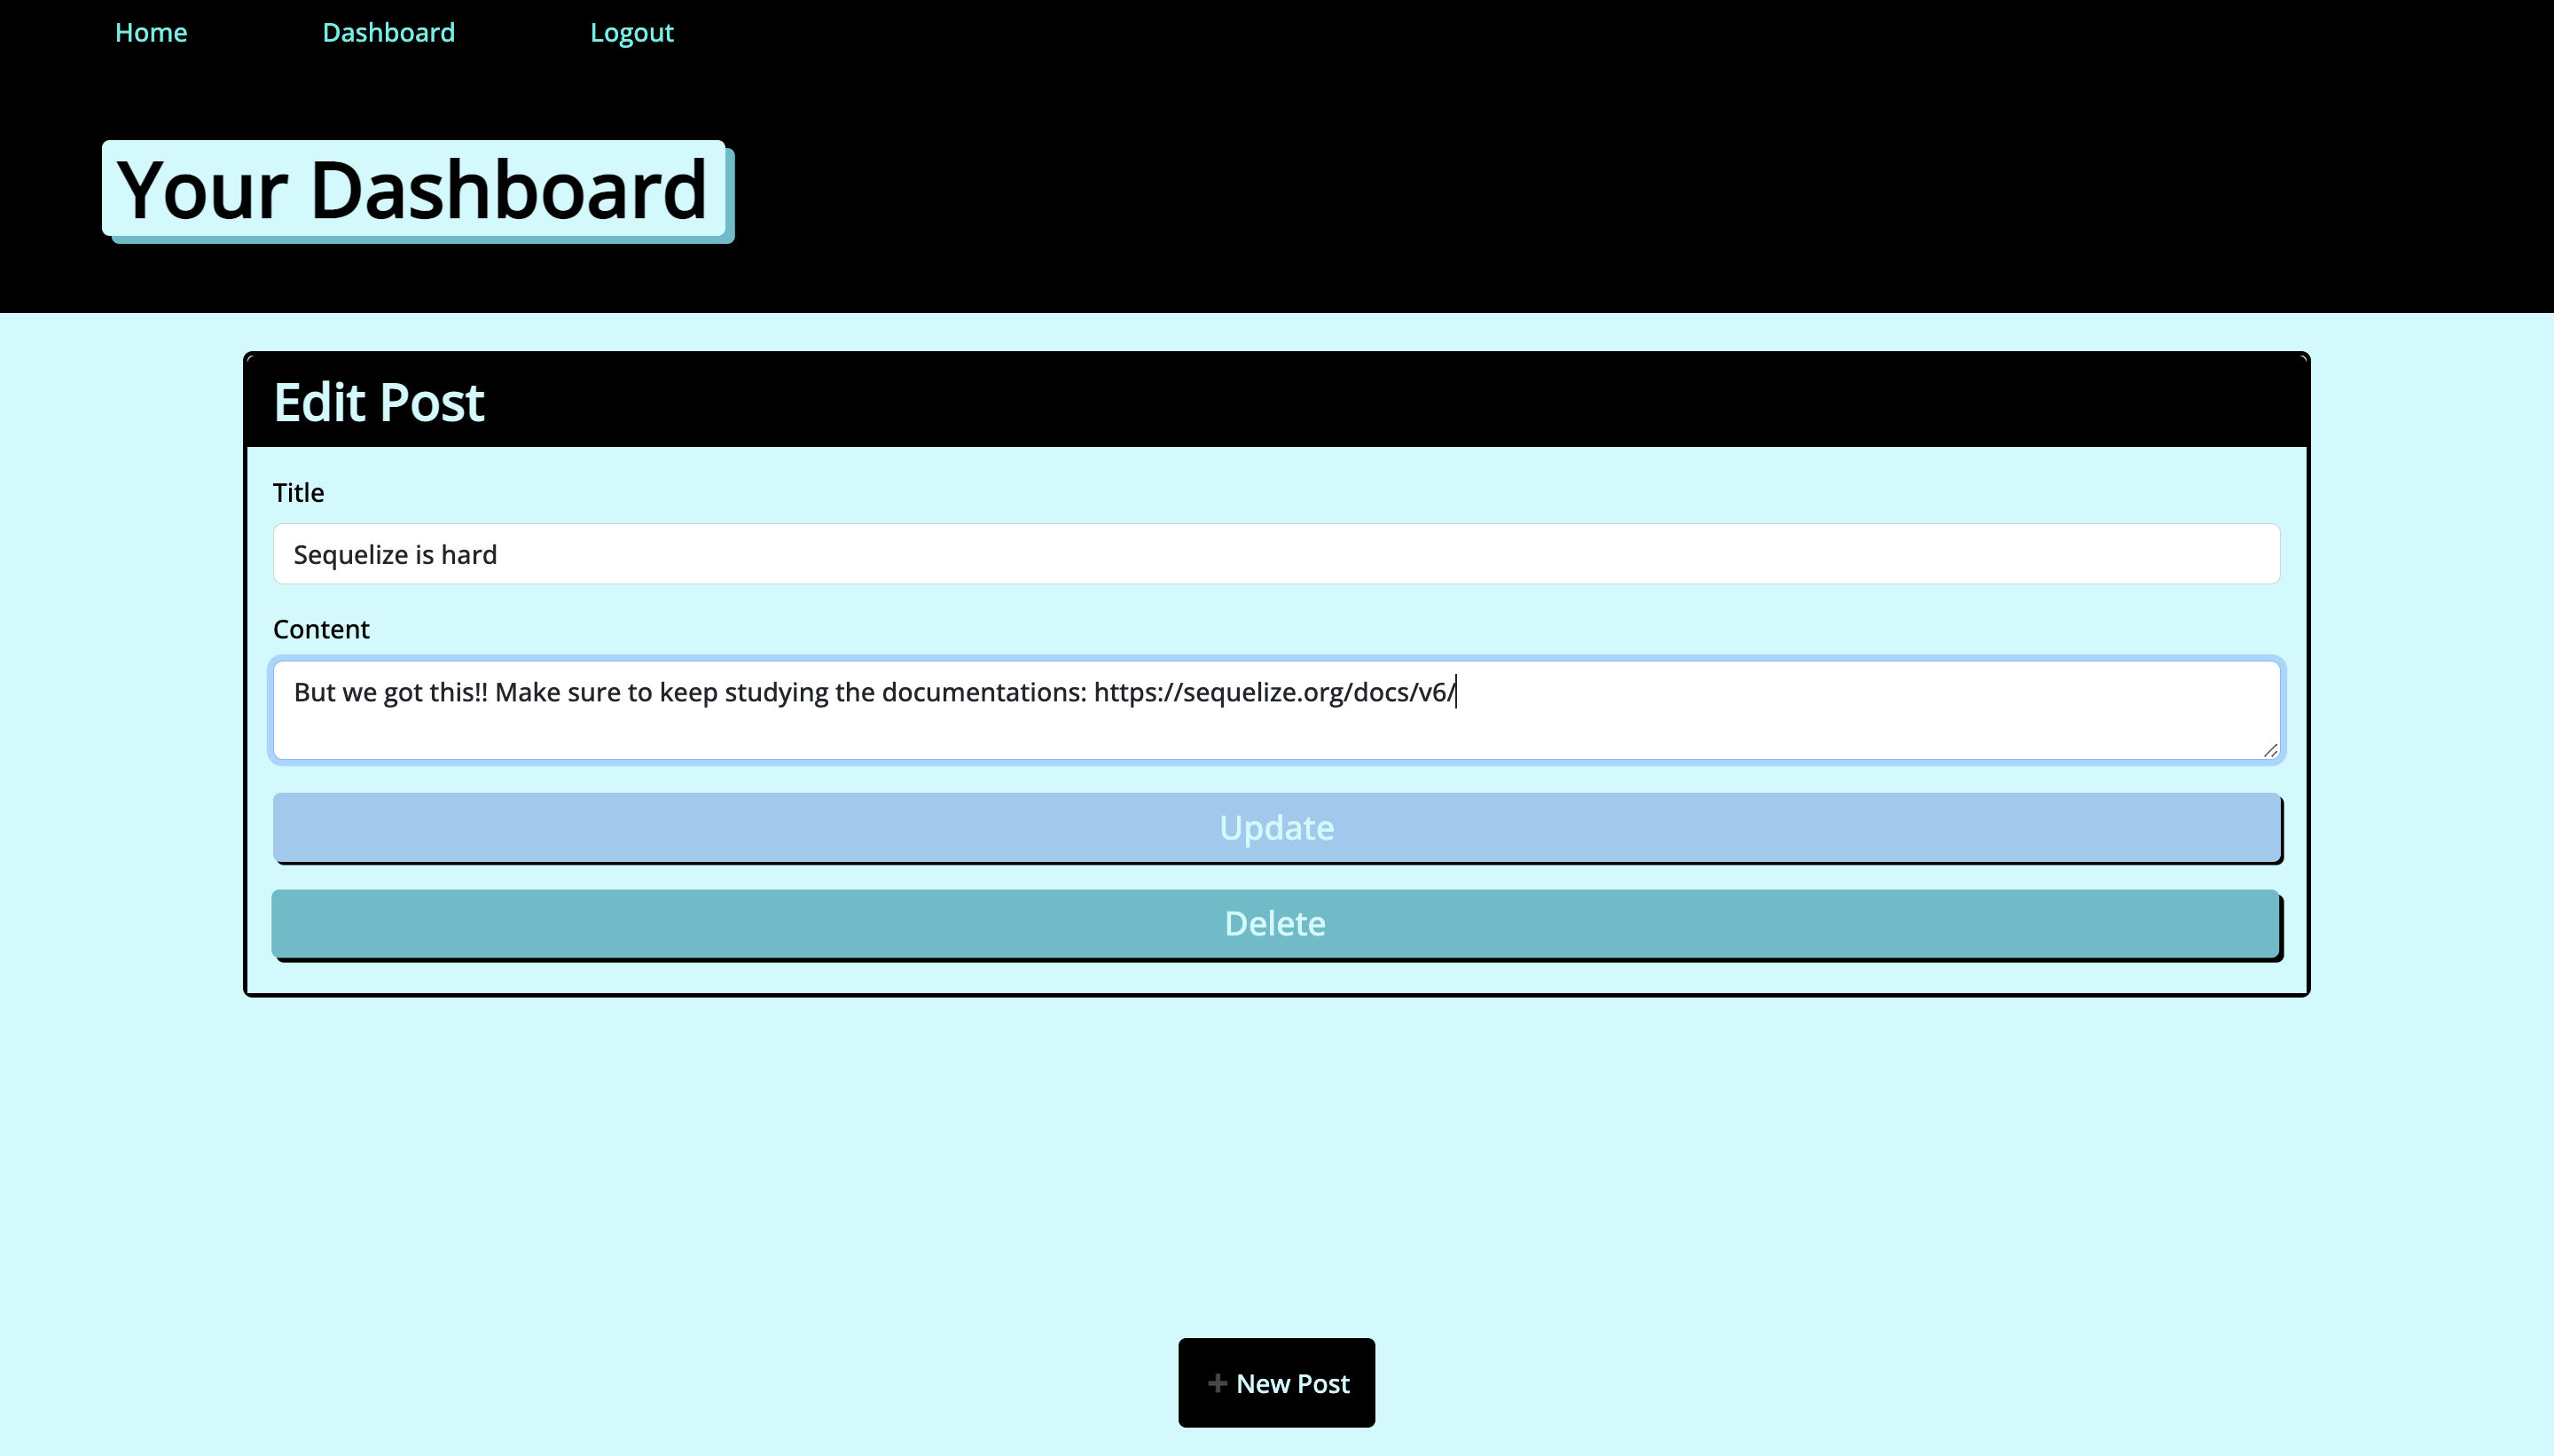 Home Dashboard Logout
Your Dashboard
Edit Post
Title
Sequelize is hard
Content
But we got this!! Make sure to keep studying the documentations: https://sequelize.org/docs/v6/
Update
Delete
+ New Post